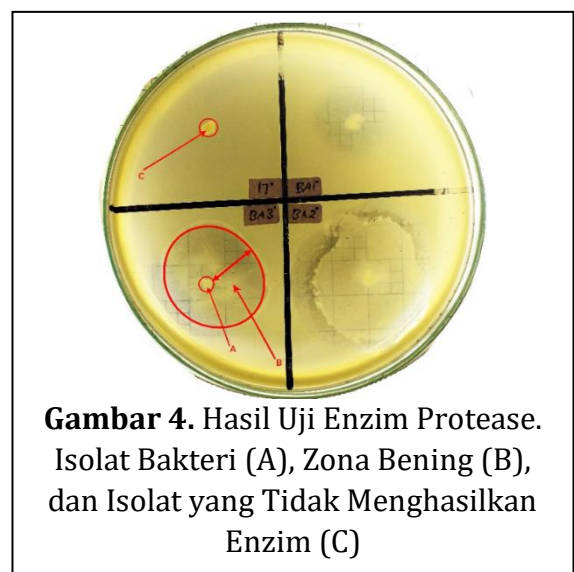 C
17°
BA1°
BA3°
BA2°
A
B
Gambar 4. Hasil Uji Enzim Protease.
Isolat Bakteri (A), Zona Bening (B),
dan Isolat yang Tidak Menghasilkan
Enzim (C)